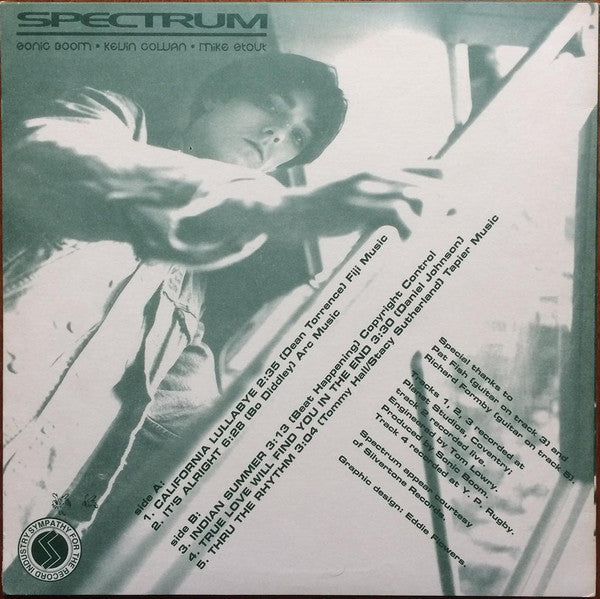 SPECTRUM
SONIC BOOM • KEVIN COWAN • MIKE STOUT
side A:
1. CALIFORNIA LULLABYE 2:35 (Dean Torrence) Fiji Music
2. IT'S ALRIGHT 6:28 (Bo Diddley) Arc Music
side B:
3. INDIAN SUMMER 3:13 (Beat Happening) Copyright Control
4. TRUE LOVE WILL FIND YOU IN THE END 3:30 (Daniel Johnson)
5. THRU THE RHYTHM 3:04 (Tommy Hall/Stacy Sutherland) Tapier Music
Special thanks to
Pat Fish (guitar on track 3) and
Richard Formby (guitar on track 5).
Tracks 1, 2, 3 recorded at
Planet Studios, Coventry,
track 5 recorded live.
Engineered by Tom Lowry.
Produced by Sonic Boom.
Track 4 recorded at Y. P. Rugby.
Spectrum appear courtesy
of Silvertone Records.
Graphic design: Eddie Flowers.
SYMPATHY FOR THE RECORD INDUSTRY